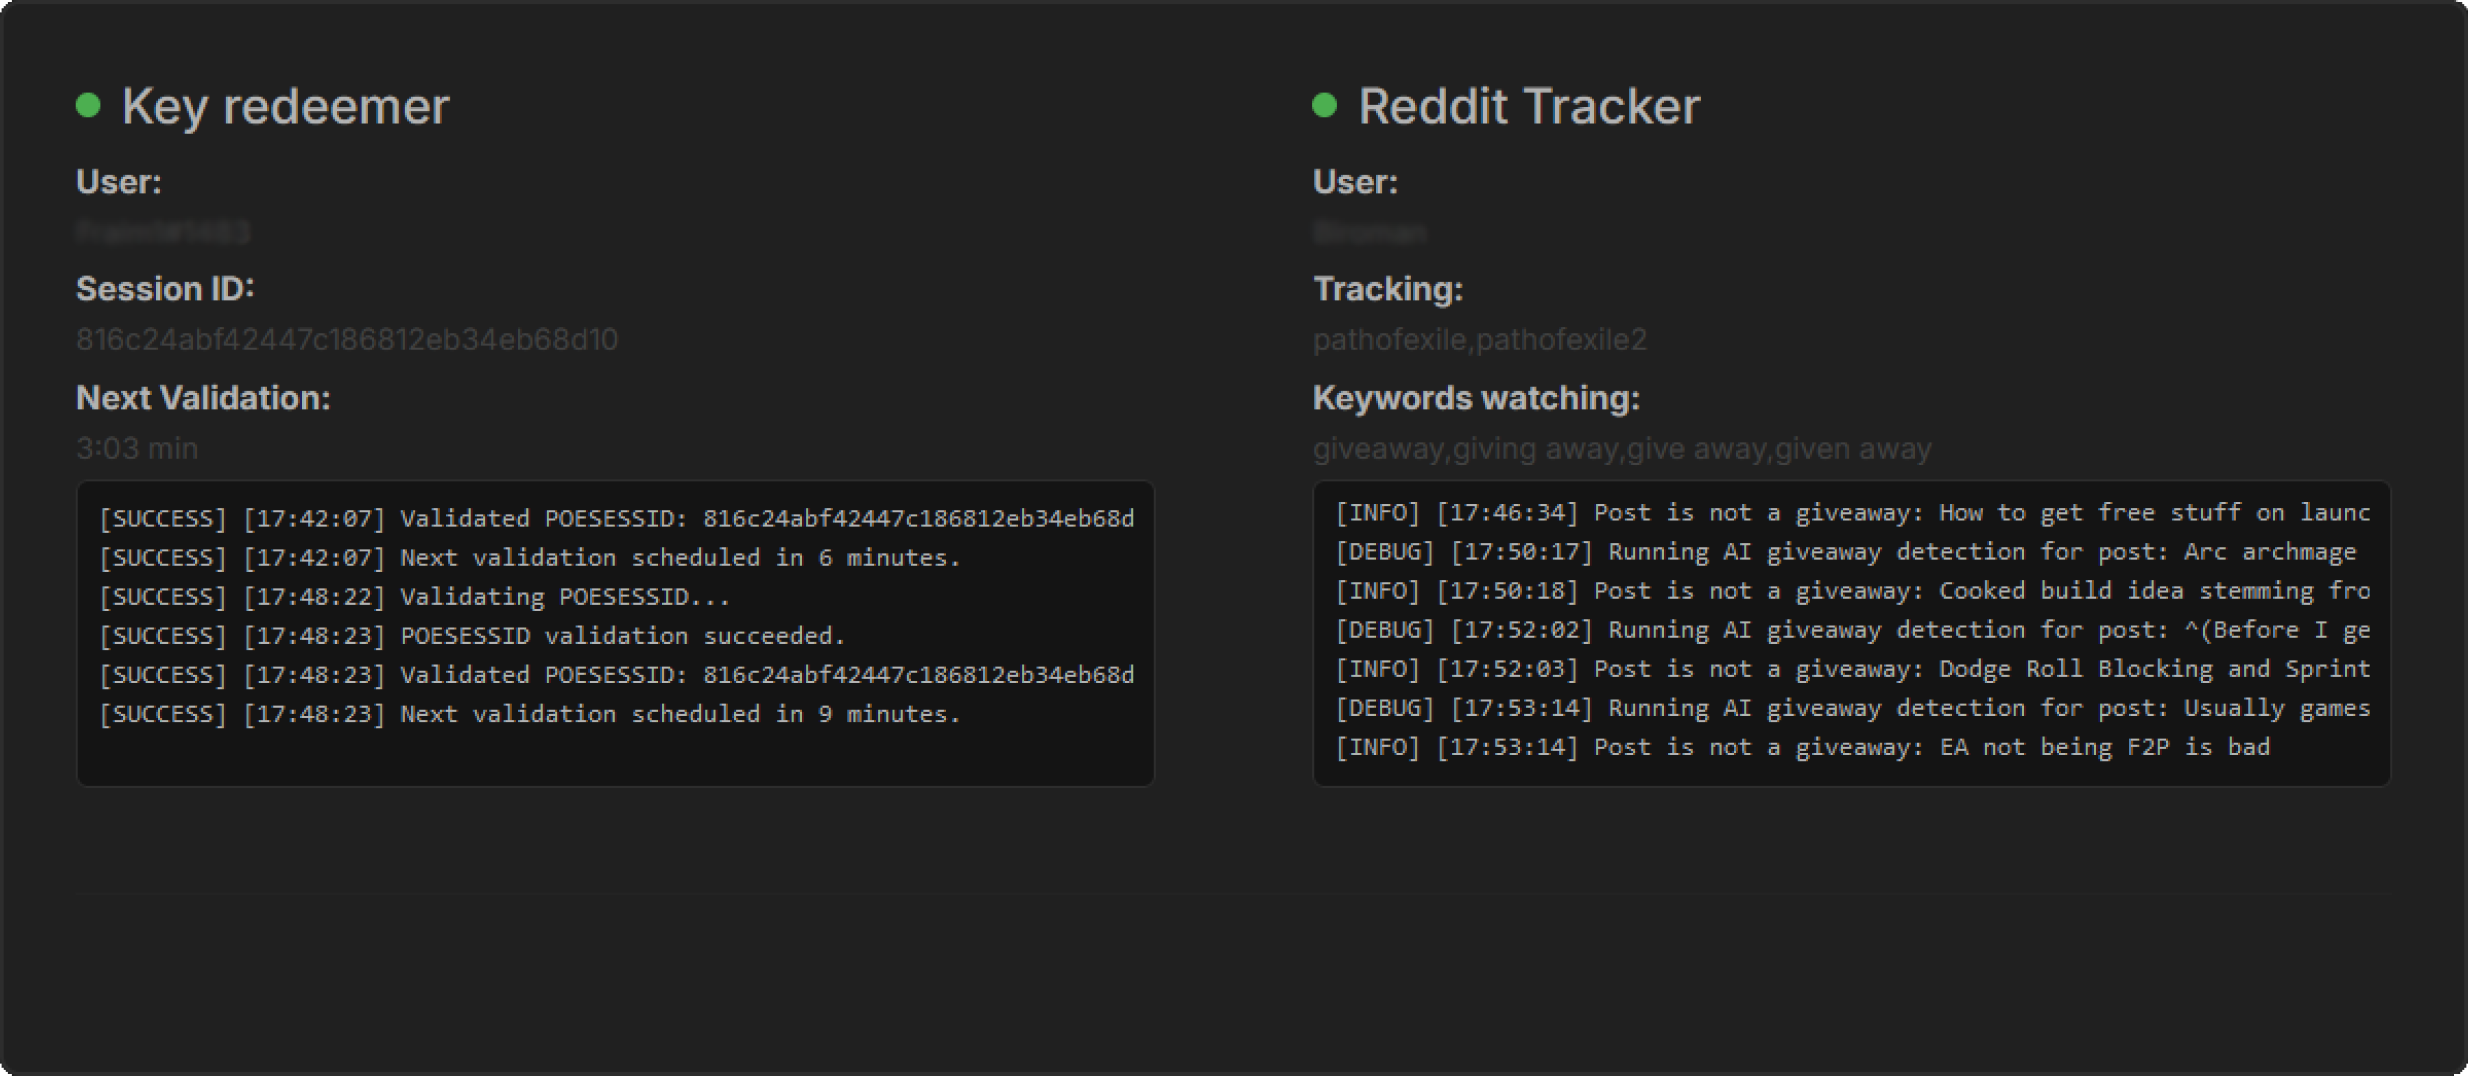 Key redeemer
User:
Session ID:
816c24abf42447c186812eb34eb68d10
Next Validation:
3:03 min
[SUCCESS] [17:42:07] Validated POESESSID: 816c24abf42447c186812eb34eb68d
[SUCCESS] [17:42:07] Next validation scheduled in 6 minutes.
[SUCCESS] [17:48:22] Validating POESESSID...
[SUCCESS] [17:48:23] POESESSID validation succeeded.
[SUCCESS] [17:48:23] Validated POESESSID: 816c24abf42447c186812eb34eb68d
[SUCCESS] [17:48:23] Next validation scheduled in 9 minutes.
Reddit Tracker
User:
Tracking:
pathofexile,pathofexile2
Keywords watching:
giveaway,giving away,give away,given away
[INFO] [17:46:34] Post is not a giveaway: How to get free stuff on launc
[DEBUG] [17:50:17] Running AI giveaway detection for post: Arc archmage
[INFO] [17:50:18] Post is not a giveaway: Cooked build idea stemming fro
[DEBUG] [17:52:02] Running AI giveaway detection for post: ^(Before I ge
[INFO] [17:52:03] Post is not a giveaway: Dodge Roll Blocking and Sprint
[DEBUG] [17:53:14] Running AI giveaway detection for post: Usually games
[INFO] [17:53:14] Post is not a giveaway: EA not being F2P is bad